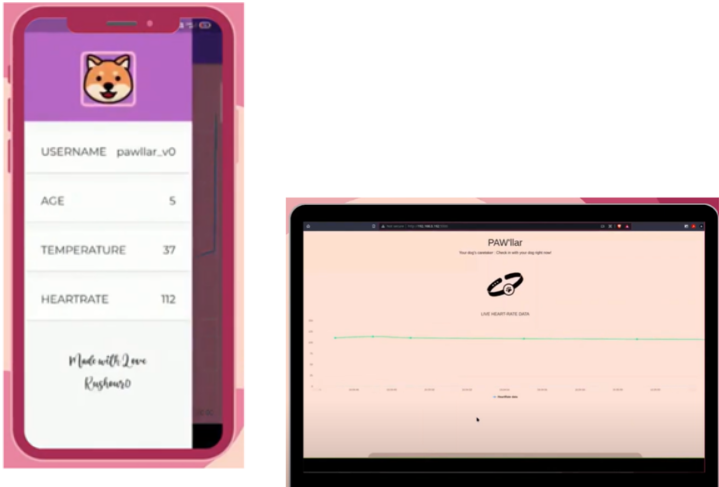 USERNAME pawllar_v0
AGE 5
TEMPERATURE 37
HEARTRATE 112
Made with Love
Rushour0
PAW'llar
Your dog's caretaker - Check in with your dog right now!
LIVE HEART-RATE DATA